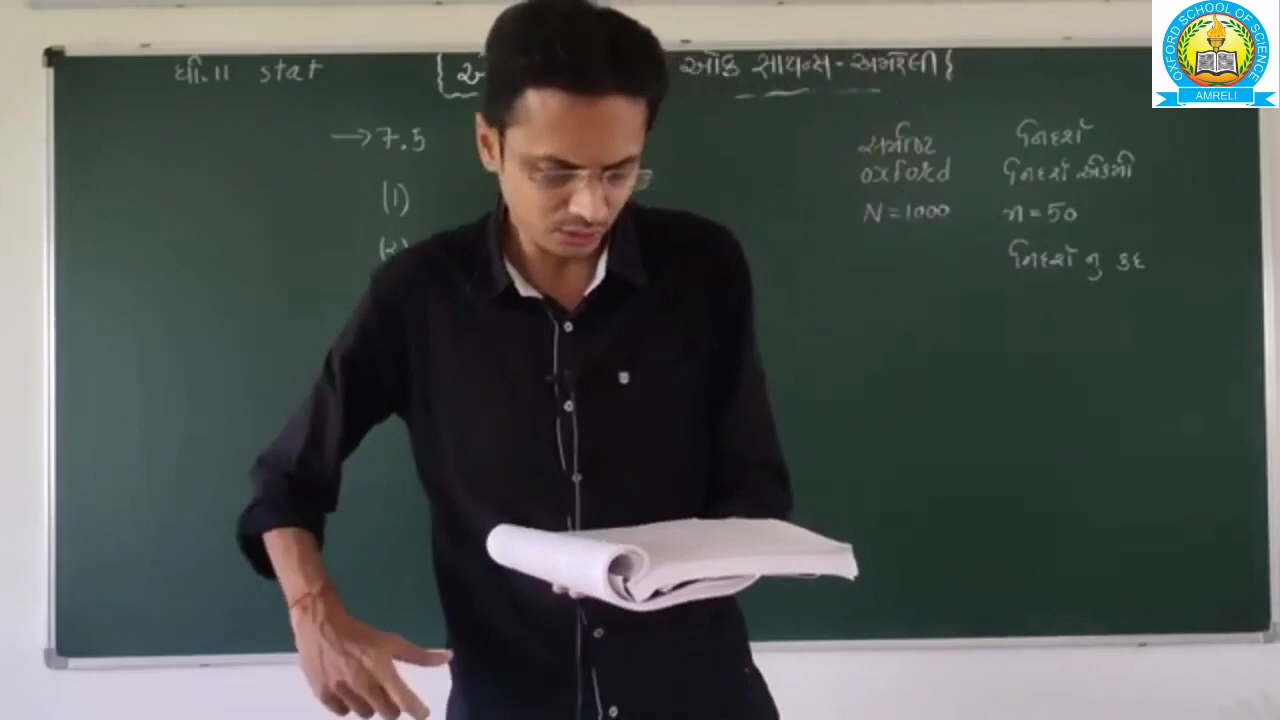 ધો.11 stat
ઓફ સાયન્સ - અમરેલી }
→ 7.5
(1)
સમષ્ટિ નિદર્શ
oxford નિદર્શ એકમો
N = 1000 n = 50
નિદર્શ નુ કદ
OXFORD SCHOOL OF SCIENCE
AMRELI